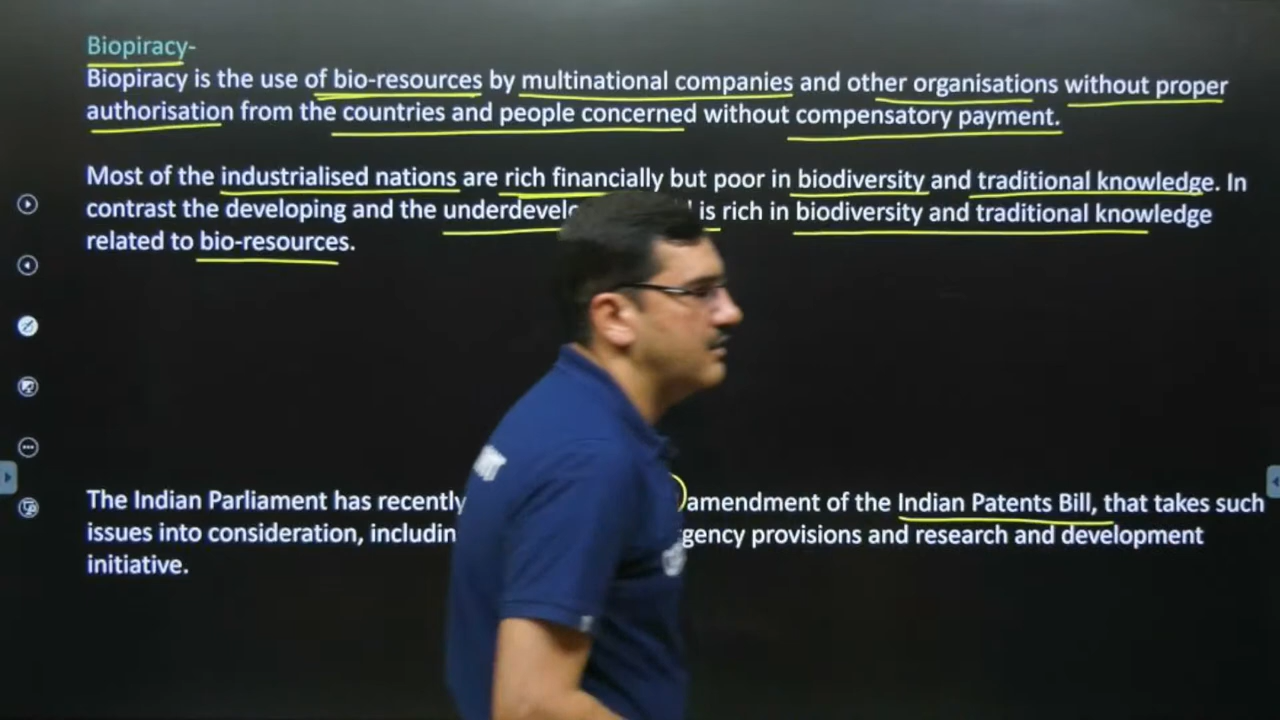 Biopiracy-
Biopiracy is the use of bio-resources by multinational companies and other organisations without proper
authorisation from the countries and people concerned without compensatory payment.
Most of the industrialised nations are rich financially but poor in biodiversity and traditional knowledge. In
contrast the developing and the is rich in biodiversity and traditional knowledge
related to bio-resources.
The Indian Parliament has recently amendment of the Indian Patents Bill, that takes such
issues into consideration, provisions and research and development
initiative.